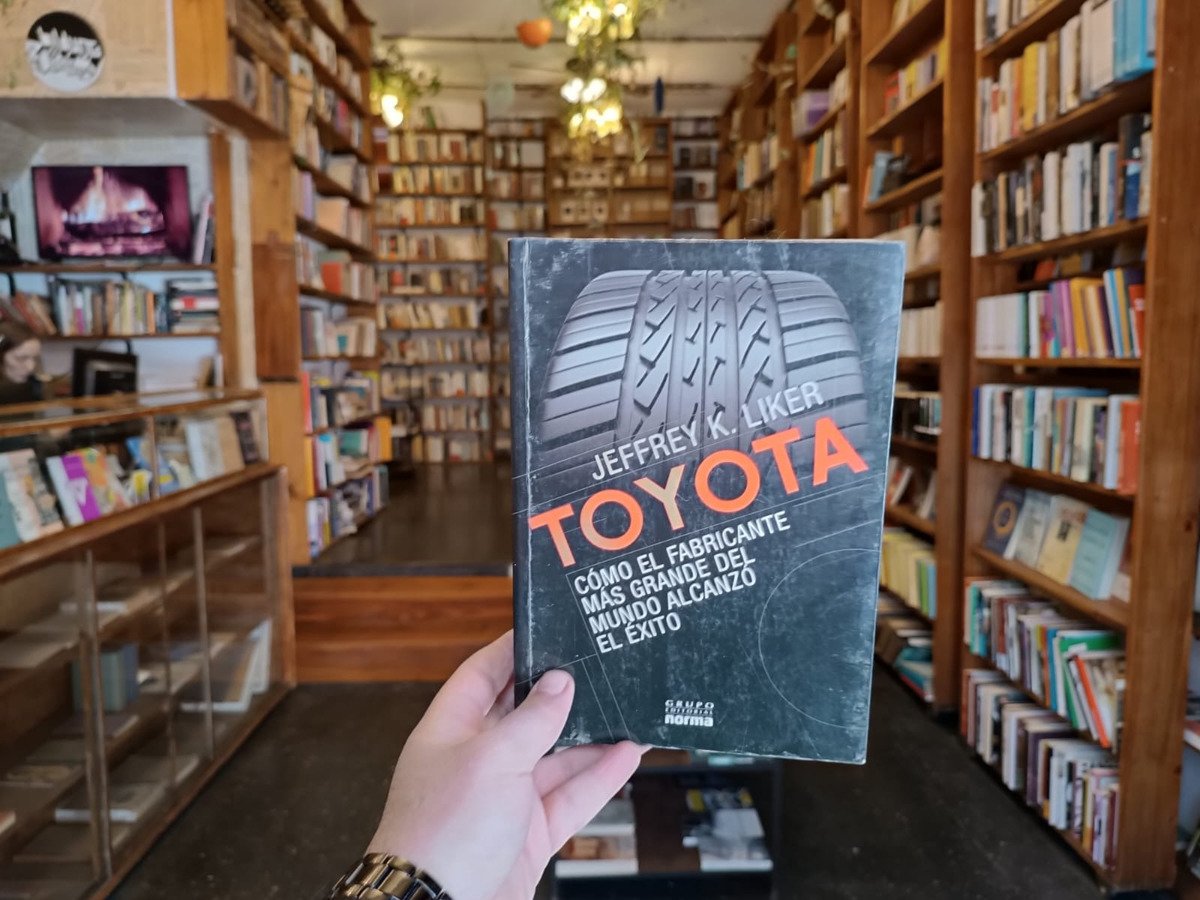 JEFFREY K. LIKER
TOYOTA
CÓMO EL FABRICANTE
MÁS GRANDE DEL
MUNDO ALCANZÓ
EL ÉXITO
GRUPO
EDITORIAL
norma